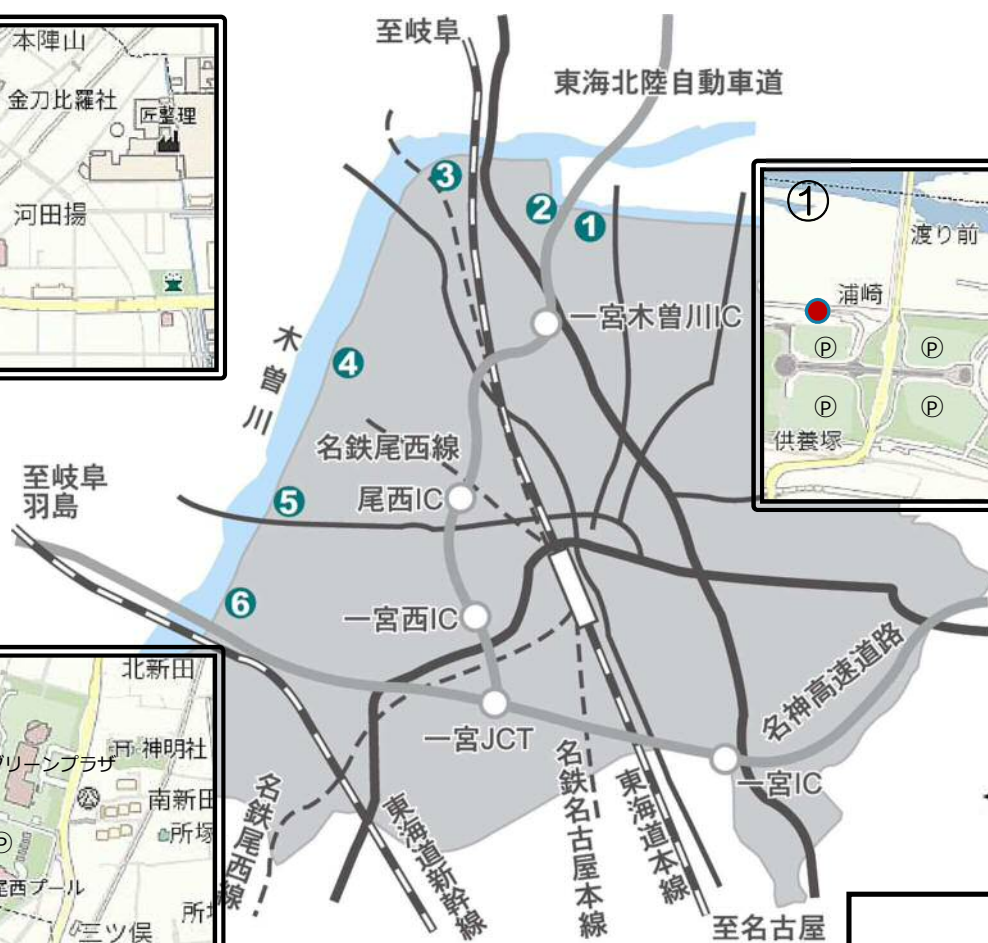 本陣山
金刀比羅社
匠整理
河田揚
至岐阜
東海北陸自動車道
3
2
1
①
渡り前
浦崎
Ⓟ
Ⓟ
Ⓟ
Ⓟ
供養塚
一宮木曽川IC
木曽川
4
名鉄尾西線
尾西IC
至岐阜
羽島
5
6
一宮西IC
一宮JCT
名神高速道路
一宮IC
名鉄尾西線
東海道新幹線
名鉄名古屋本線
東海道本線
至名古屋
北新田
神明社
グリーンプラザ
南新田
Ⓟ
所塚
尾西プール
三ツ俣